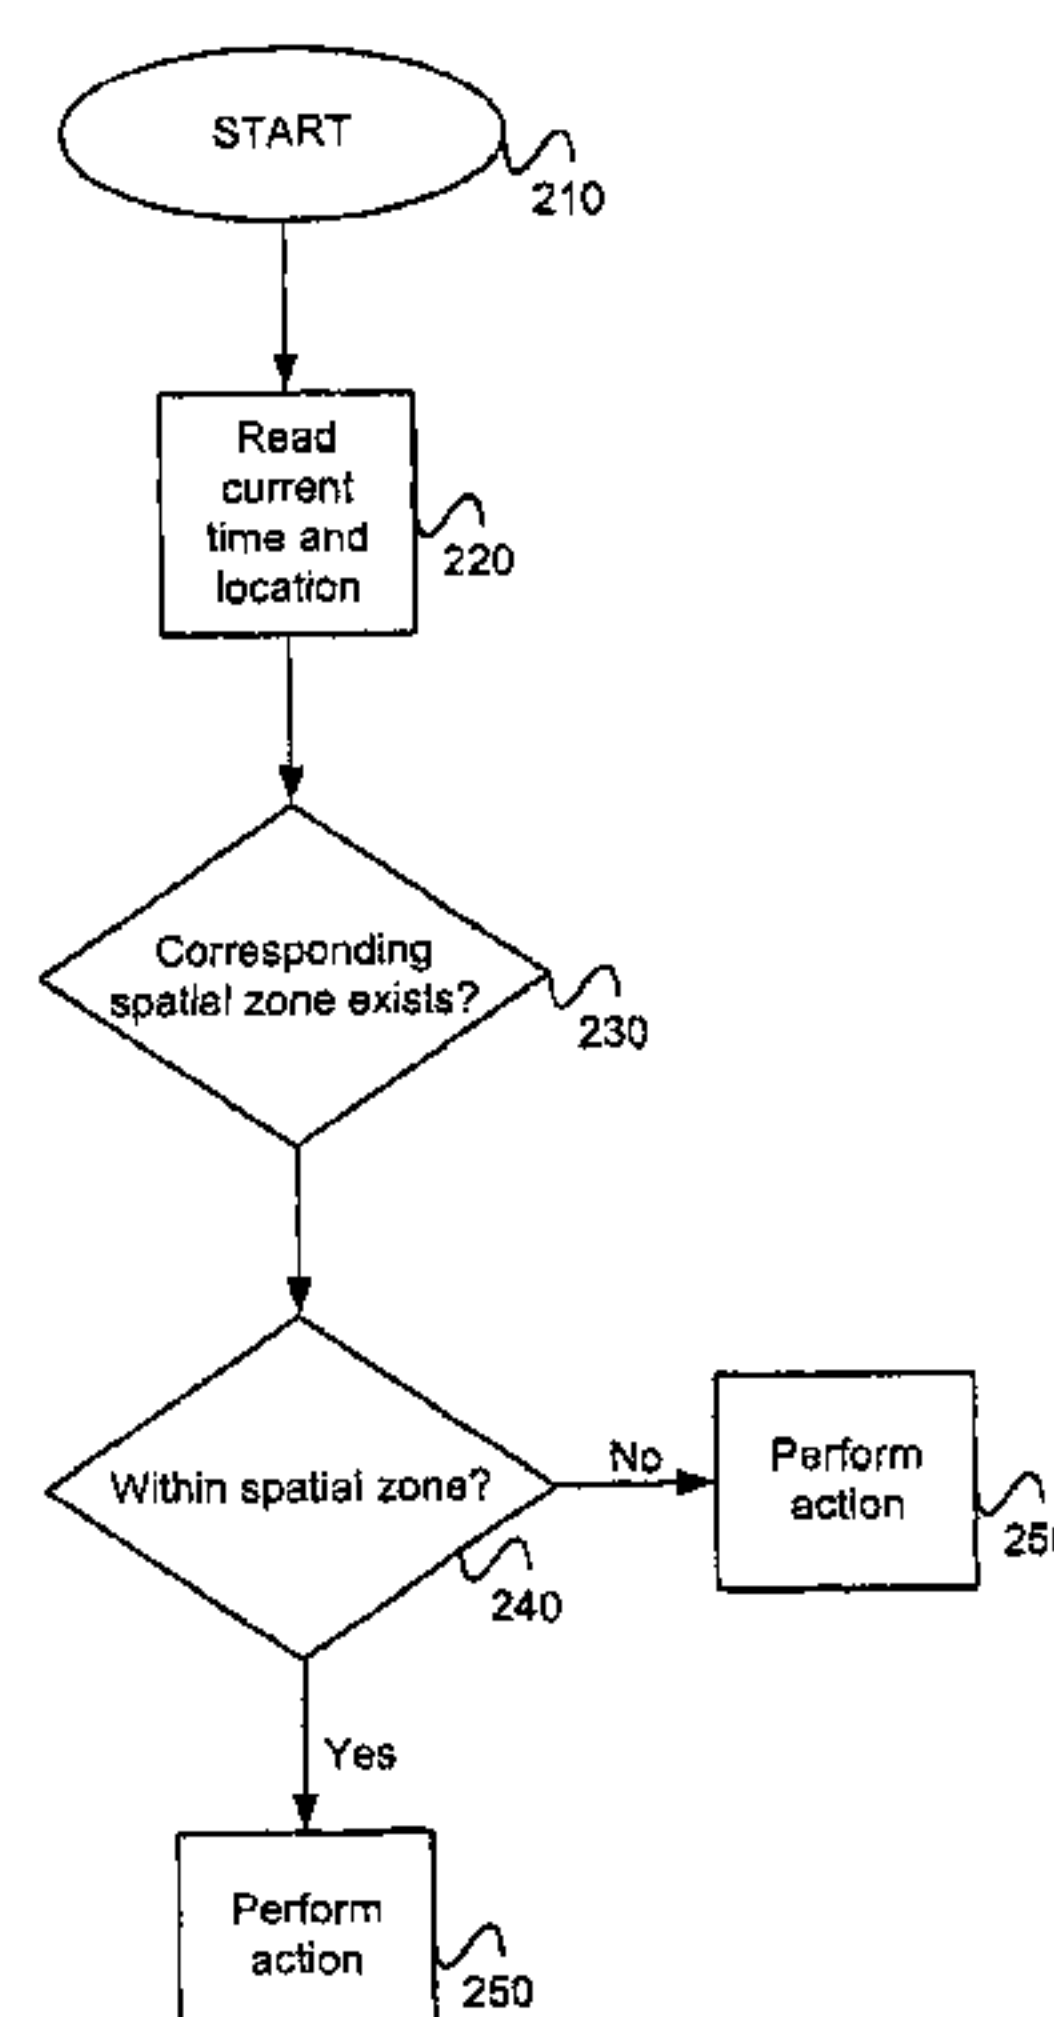 START
210
Read
current
time and
location
220
Corresponding
spatial zone exists?
230
Within spatial zone?
240
No
Perform
action
Yes
Perform
action
250